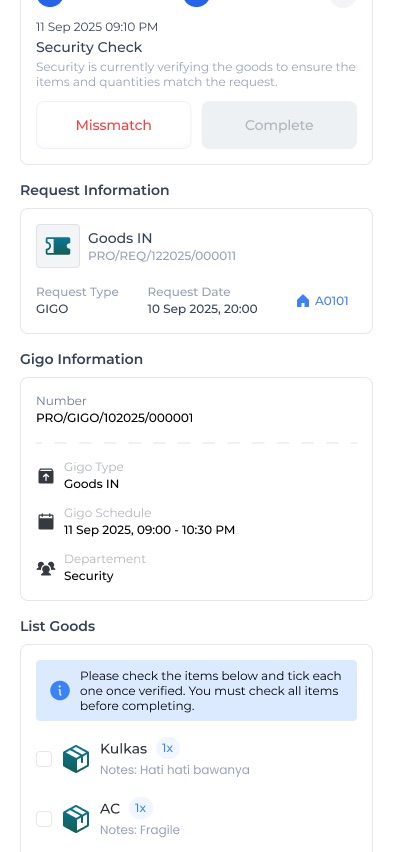 11 Sep 2025 09:10 PM
Security Check
Security is currently verifying the goods to ensure the
items and quantities match the request.
Missmatch
Complete
Request Information
Goods IN
PRO/REQ/122025/000011
Request Type
Request Date
GIGO
10 Sep 2025, 20:00
A0101
Gigo Information
Number
PRO/GIGO/102025/000001
Gigo Type
Goods IN
Gigo Schedule
11 Sep 2025, 09:00 - 10:30 PM
Departement
Security
List Goods
Please check the items below and tick each
one once verified. You must check all items
before completing.
Kulkas 1x
Notes: Hati hati bawanya
AC 1x
Notes: Fragile